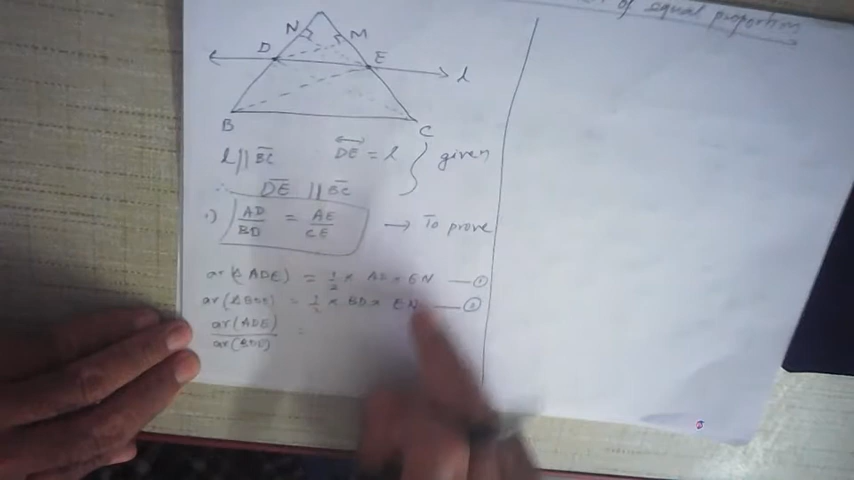 of equal proportion
N M
D E
l
B C
l || BC DE = l } given
∴ DE || BC
AD/BD = AE/CE → To prove
ar(△ADE) = 1/2 × AD × EN — ①
ar(△BDE) = 1/2 × BD × EN — ②
ar(ADE)/ar(BDE) =